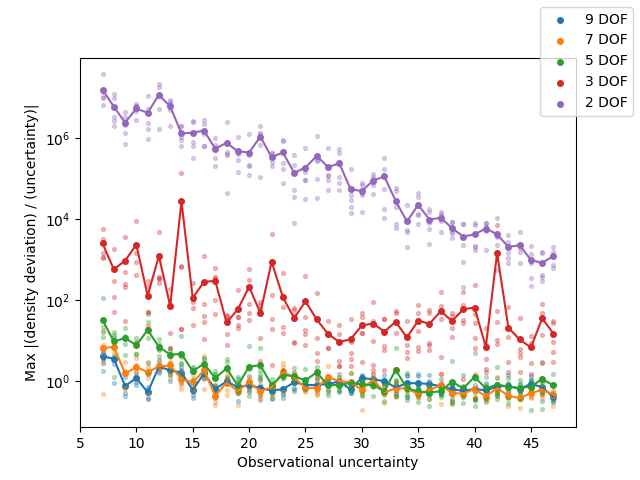 9 DOF
7 DOF
5 DOF
3 DOF
2 DOF
Max |(density deviation) / (uncertainty)|
10⁶
10⁴
10²
10⁰
5 10 15 20 25 30 35 40 45
Observational uncertainty